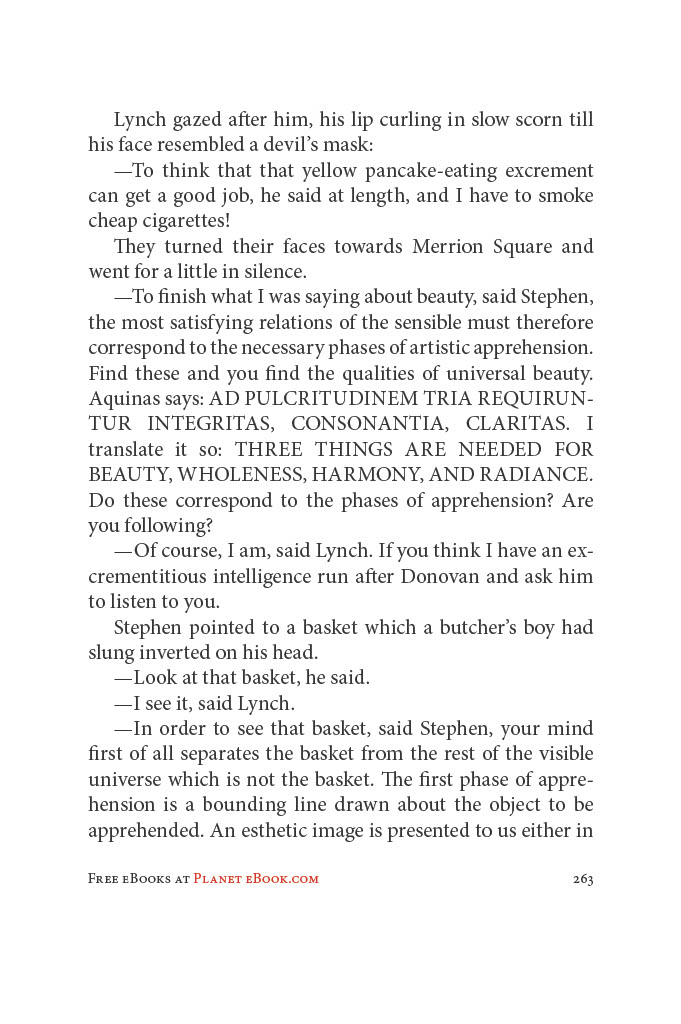 Lynch gazed after him, his lip curling in slow scorn till
his face resembled a devil’s mask:
—To think that that yellow pancake-eating excrement
can get a good job, he said at length, and I have to smoke
cheap cigarettes!
They turned their faces towards Merrion Square and
went for a little in silence.
—To finish what I was saying about beauty, said Stephen,
the most satisfying relations of the sensible must therefore
correspond to the necessary phases of artistic apprehension.
Find these and you find the qualities of universal beauty.
Aquinas says: AD PULCRITUDINEM TRIA REQUIRUN-
TUR INTEGRITAS, CONSONANTIA, CLARITAS. I
translate it so: THREE THINGS ARE NEEDED FOR
BEAUTY, WHOLENESS, HARMONY, AND RADIANCE.
Do these correspond to the phases of apprehension? Are
you following?
—Of course, I am, said Lynch. If you think I have an ex-
crementitious intelligence run after Donovan and ask him
to listen to you.
Stephen pointed to a basket which a butcher’s boy had
slung inverted on his head.
—Look at that basket, he said.
—I see it, said Lynch.
—In order to see that basket, said Stephen, your mind
first of all separates the basket from the rest of the visible
universe which is not the basket. The first phase of appre-
hension is a bounding line drawn about the object to be
apprehended. An esthetic image is presented to us either in
Free eBooks at Planet eBook.com 263